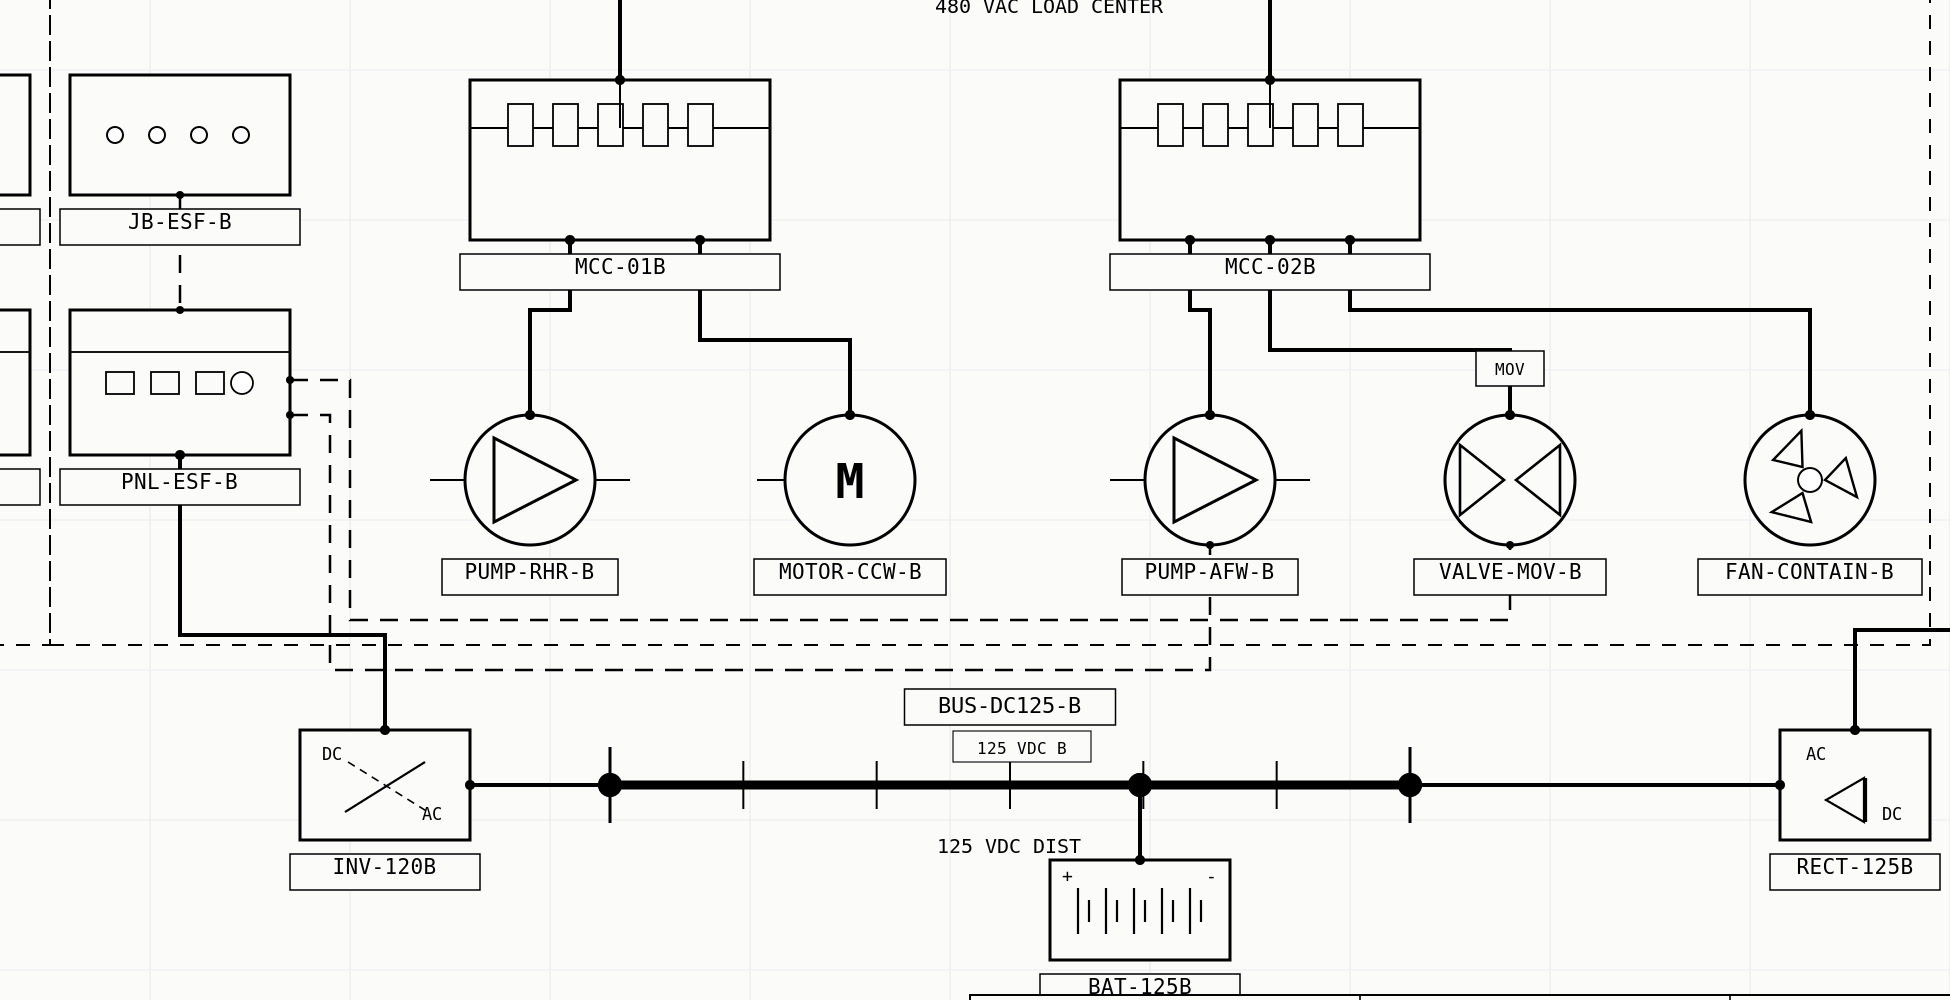 480 VAC LOAD CENTER
JB-ESF-B
MCC-01B
MCC-02B
MOV
PNL-ESF-B
M
PUMP-RHR-B
MOTOR-CCW-B
PUMP-AFW-B
VALVE-MOV-B
FAN-CONTAIN-B
BUS-DC125-B
125 VDC B
DC
AC
AC
DC
125 VDC DIST
INV-120B
RECT-125B
+ -
BAT-125B